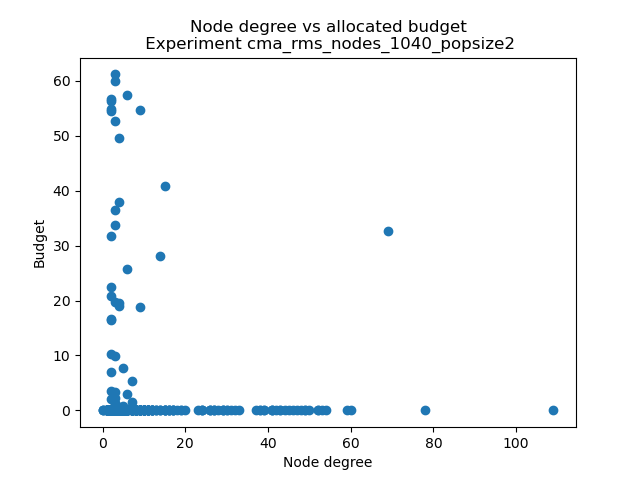 Node degree vs allocated budget
Experiment cma_rms_nodes_1040_popsize2
60
50
40
30
20
10
0
Budget
0 20 40 60 80 100
Node degree